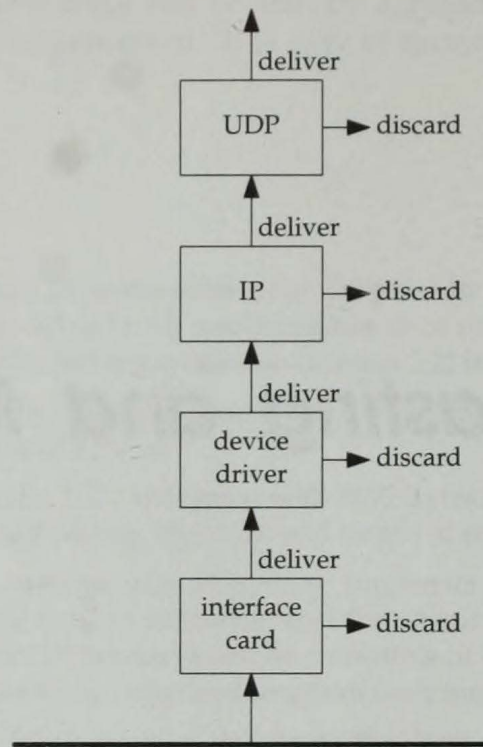 deliver
UDP
discard
deliver
IP
discard
deliver
device
driver
discard
deliver
interface
card
discard